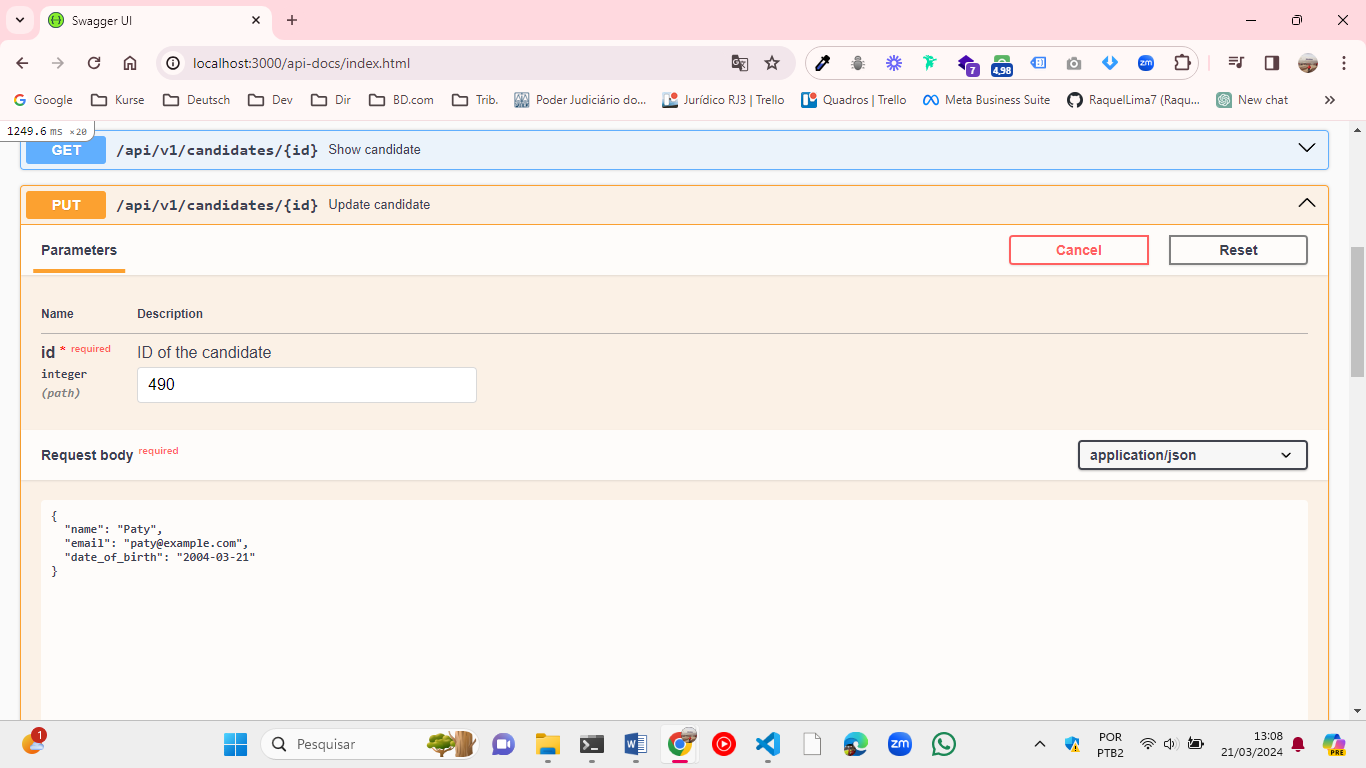 Swagger UI
localhost:3000/api-docs/index.html
7
4,98
zm
Google Kurse Deutsch Dev Dir BD.com Trib. Poder Judiciário do... Jurídico RJ3 | Trello Quadros | Trello Meta Business Suite RaquelLima7 (Raqu... New chat
1249.6 ms ×20
GET /api/v1/candidates/{id} Show candidate
PUT /api/v1/candidates/{id} Update candidate
Parameters Cancel Reset
Name Description
id * required ID of the candidate
integer 490
(path)
Request body required application/json
{
"name": "Paty",
"email": "paty@example.com",
"date_of_birth": "2004-03-21"
}
1
Pesquisar
zm
POR
PTB2
13:08
21/03/2024
PRE